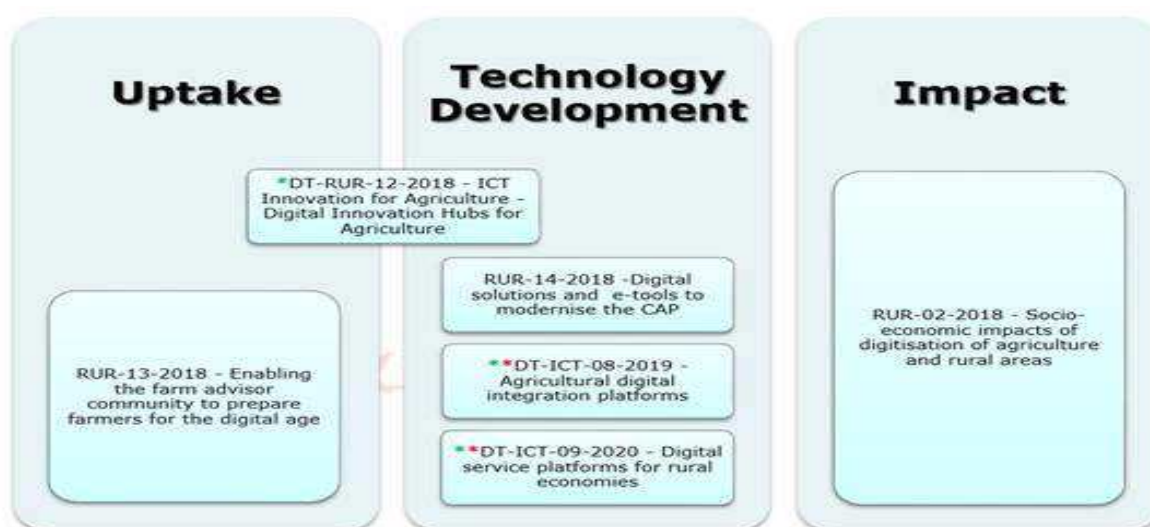 Uptake
Technology
Development
Impact
*DT-RUR-12-2018 - ICT
Innovation for Agriculture -
Digital Innovation Hubs for
Agriculture
RUR-14-2018 -Digital
solutions and e-tools to
modernise the CAP
**DT-ICT-08-2019 -
Agricultural digital
integration platforms
**DT-ICT-09-2020 - Digital
service platforms for rural
economies
RUR-13-2018 - Enabling
the farm advisor
community to prepare
farmers for the digital age
RUR-02-2018 - Socio-
economic impacts of
digitisation of agriculture
and rural areas